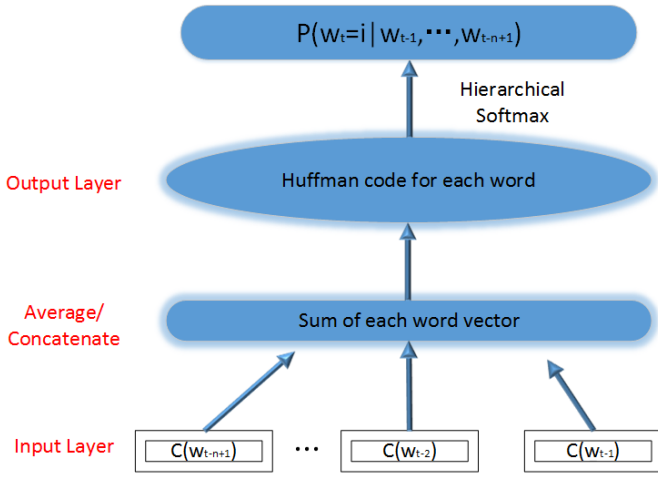 P(wt=i|wt-1,⋯,wt-n+1)
Hierarchical
Softmax
Output Layer
Huffman code for each word
Average/
Concatenate
Sum of each word vector
Input Layer
C(wt-n+1)
⋯
C(wt-2)
C(wt-1)